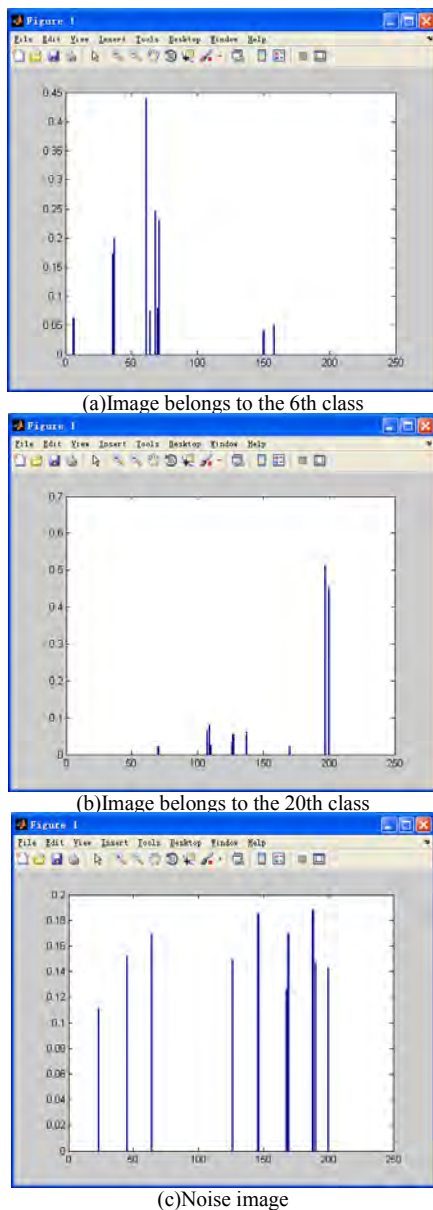 Figure 1
File Edit View Insert Tools Desktop Window Help
0.45
0.4
0.35
0.3
0.25
0.2
0.15
0.1
0.05
0
0 50 100 150 200 250
(a)Image belongs to the 6th class
Figure 1
File Edit View Insert Tools Desktop Window Help
0.7
0.6
0.5
0.4
0.3
0.2
0.1
0
0 50 100 150 200 250
(b)Image belongs to the 20th class
Figure 1
File Edit View Insert Tools Desktop Window Help
0.2
0.18
0.16
0.14
0.12
0.1
0.08
0.06
0.04
0.02
0
0 50 100 150 200 250
(c)Noise image